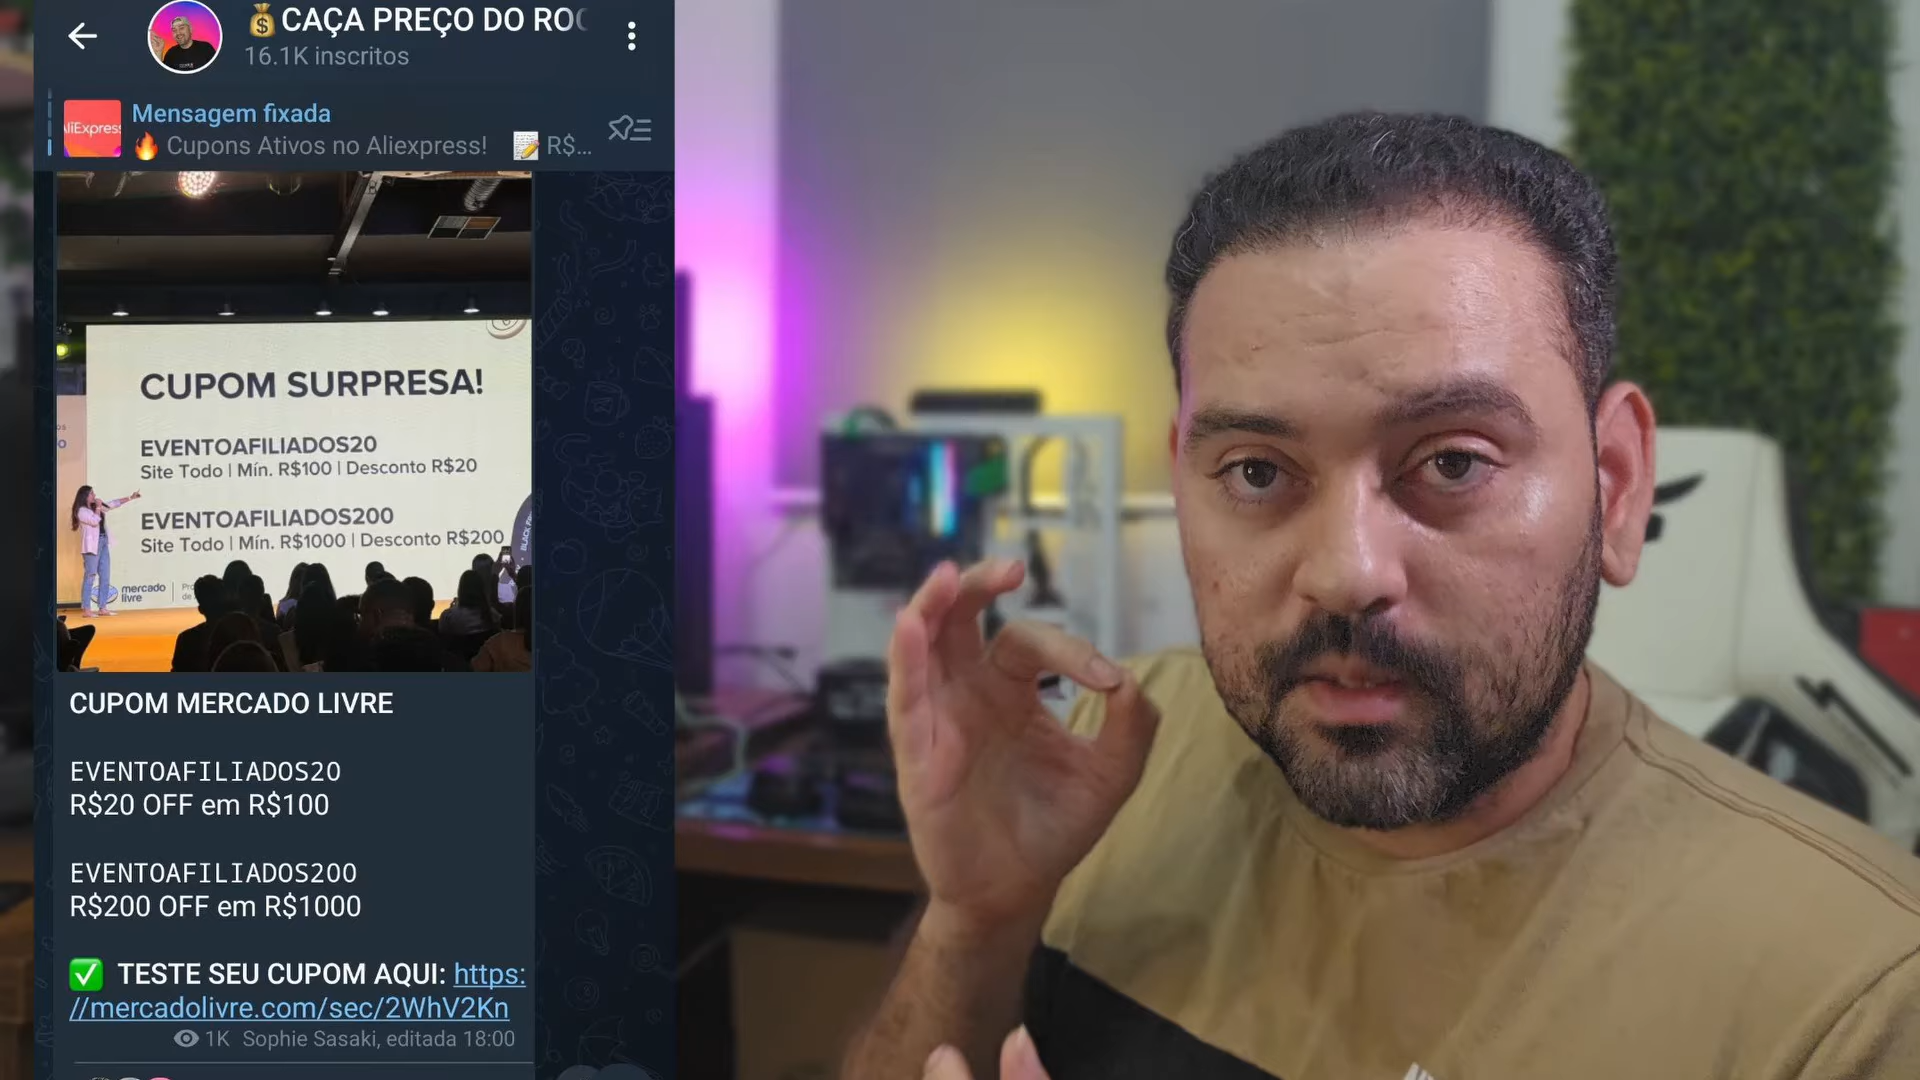 💰CAÇA PREÇO DO ROC
16.1K inscritos
AliExpress
Mensagem fixada
🔥 Cupons Ativos no Aliexpress! 📝 R$...
CUPOM SURPRESA!
EVENTOAFILIADOS20
Site Todo | Mín. R$100 | Desconto R$20
EVENTOAFILIADOS200
Site Todo | Mín. R$1000 | Desconto R$200
mercado
livre
CUPOM MERCADO LIVRE
EVENTOAFILIADOS20
R$20 OFF em R$100
EVENTOAFILIADOS200
R$200 OFF em R$1000
✅ TESTE SEU CUPOM AQUI: https:
//mercadolivre.com/sec/2WhV2Kn
1K Sophie Sasaki, editada 18:00